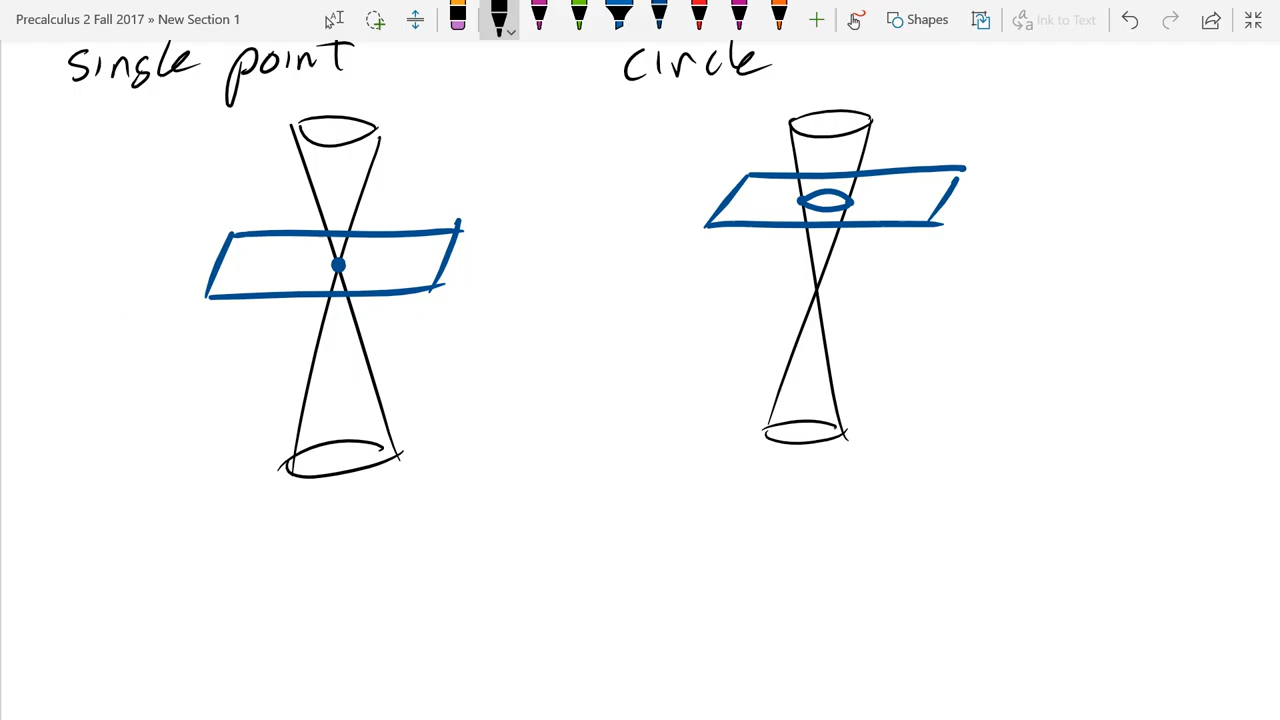 Precalculus 2 Fall 2017 » New Section 1
Shapes
Ink to Text
single point
circle